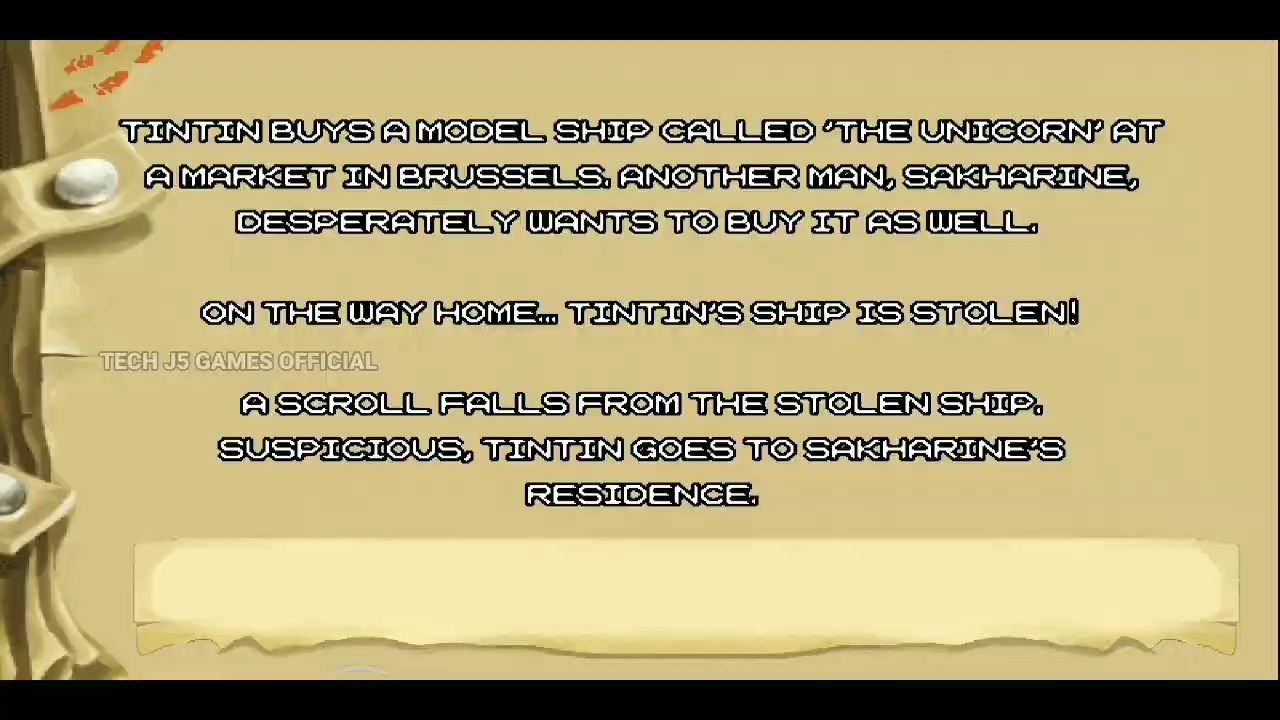 TINTIN BUYS A MODEL SHIP CALLED 'THE UNICORN' AT
A MARKET IN BRUSSELS. ANOTHER MAN, SAKHARINE,
DESPERATELY WANTS TO BUY IT AS WELL.
ON THE WAY HOME... TINTIN'S SHIP IS STOLEN!
TECH J5 GAMES OFFICIAL
A SCROLL FALLS FROM THE STOLEN SHIP.
SUSPICIOUS, TINTIN GOES TO SAKHARINE'S
RESIDENCE.